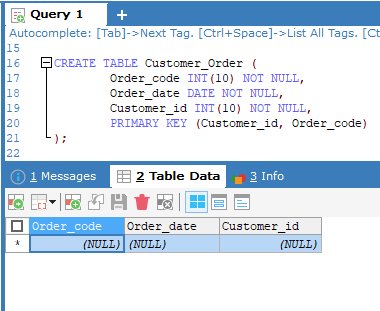 Query 1
Autocomplete: [Tab]->Next Tag. [Ctrl+Space]->List All Tags. [Ct
15
16 CREATE TABLE Customer_Order (
17 Order_code INT(10) NOT NULL,
18 Order_date DATE NOT NULL,
19 Customer_id INT(10) NOT NULL,
20 PRIMARY KEY (Customer_id, Order_code)
21 );
22
1 Messages 2 Table Data 3 Info
Order_code Order_date Customer_id
* (NULL) (NULL) (NULL)